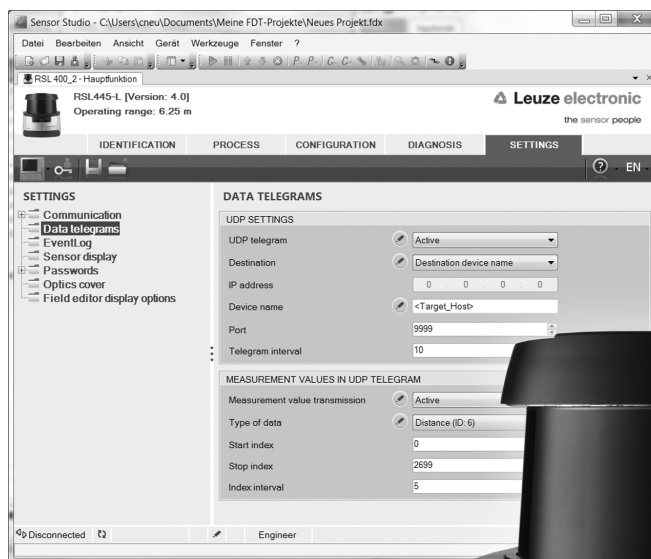 Sensor Studio - C:\Users\cneu\Documents\Meine FDT-Projekte\Neues Projekt.fdx
Datei Bearbeiten Ansicht Gerät Werkzeuge Fenster ?
RSL 400_2 - Hauptfunktion
RSL445-L [Version: 4.0]
Operating range: 6.25 m
Leuze electronic
the sensor people
IDENTIFICATION PROCESS CONFIGURATION DIAGNOSIS SETTINGS
? EN
SETTINGS
Communication
Data telegrams
EventLog
Sensor display
Passwords
Optics cover
Field editor display options
DATA TELEGRAMS
UDP SETTINGS
UDP telegram Active
Destination Destination device name
IP address 0 . 0 . 0 . 0
Device name <Target_Host>
Port 9999
Telegram interval 10
MEASUREMENT VALUES IN UDP TELEGRAM
Measurement value transmission Active
Type of data Distance (ID: 6)
Start index 0
Stop index 2699
Index interval 5
Disconnected Engineer